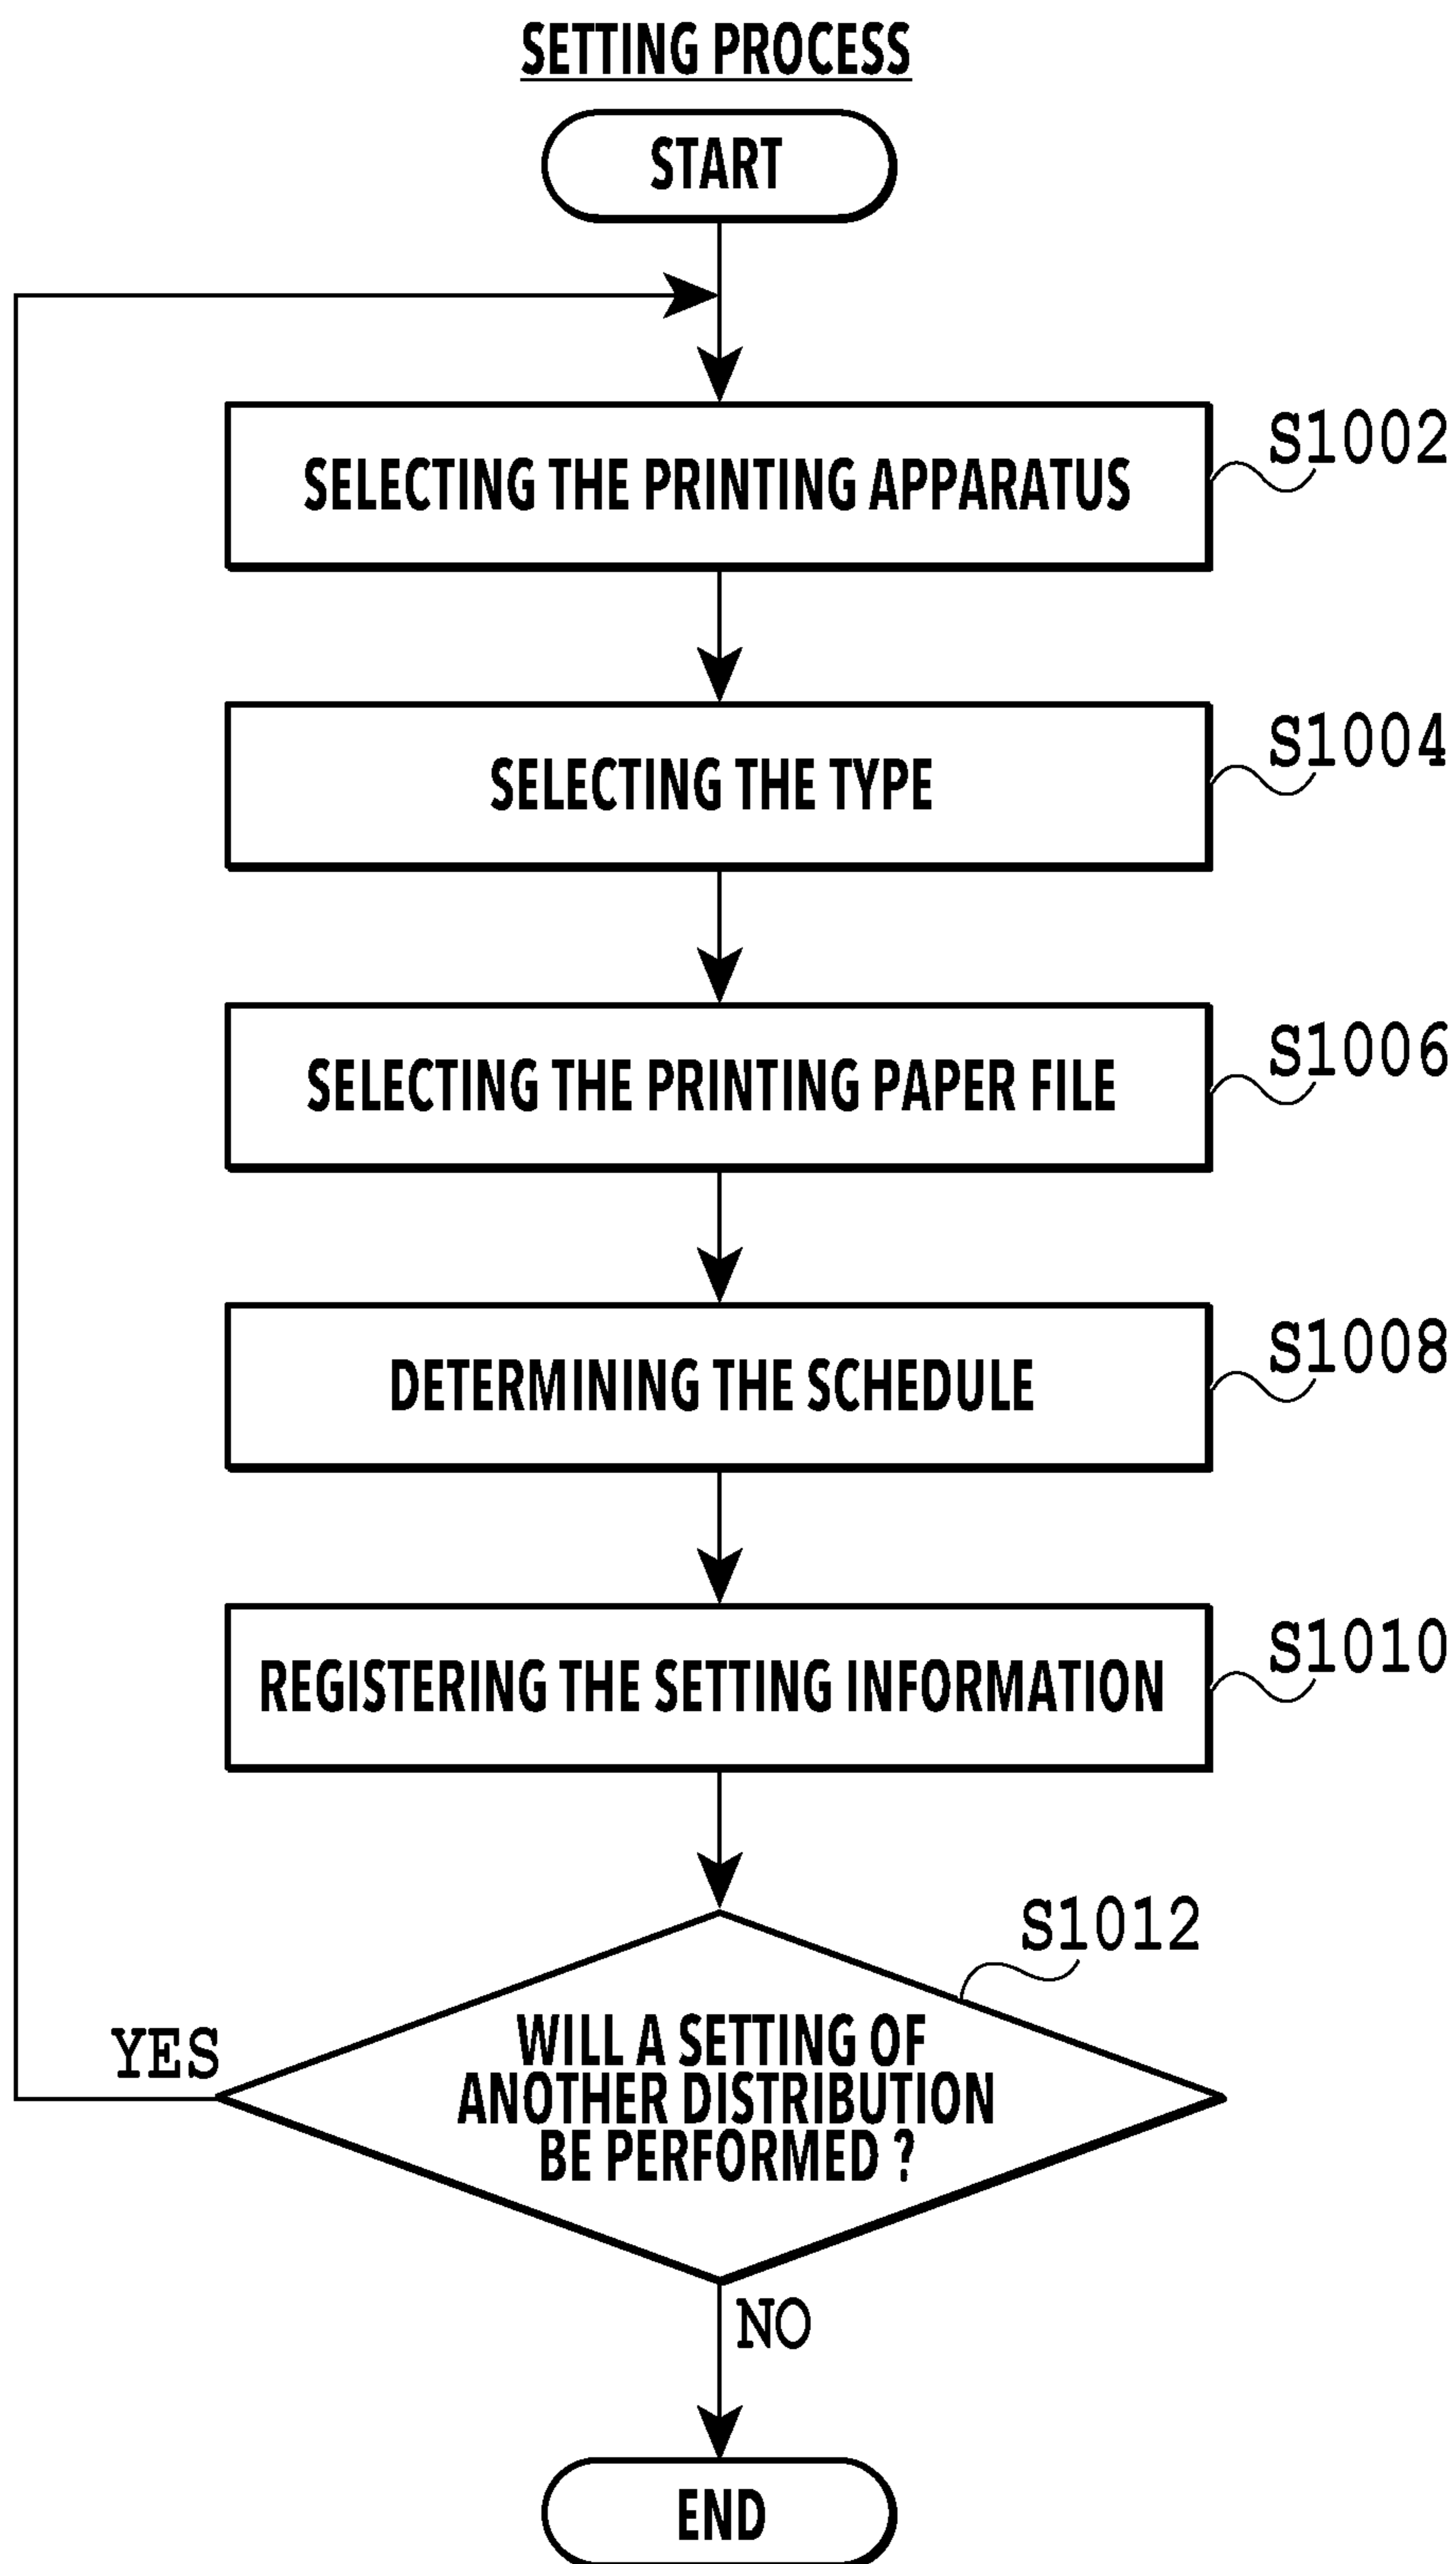 SETTING PROCESS
START
SELECTING THE PRINTING APPARATUS
S1002
SELECTING THE TYPE
S1004
SELECTING THE PRINTING PAPER FILE
S1006
DETERMINING THE SCHEDULE
S1008
REGISTERING THE SETTING INFORMATION
S1010
S1012
WILL A SETTING OF
ANOTHER DISTRIBUTION
BE PERFORMED ?
YES
NO
END